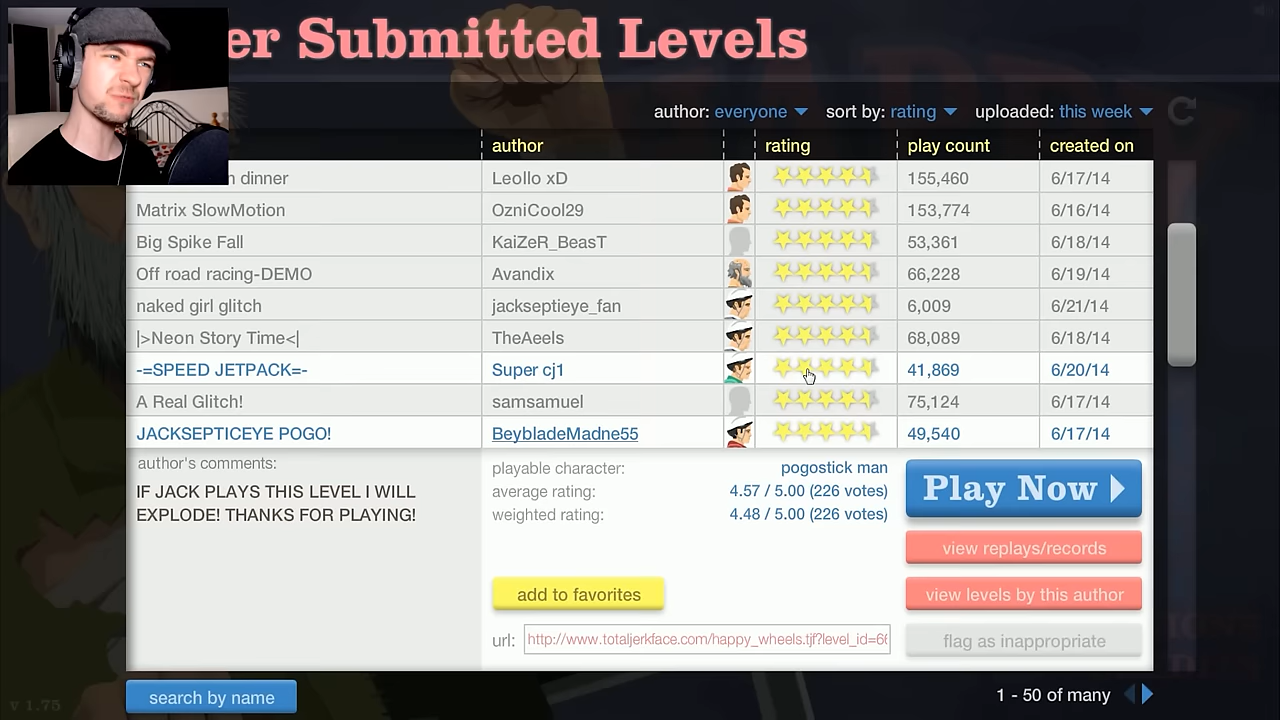 er Submitted Levels
author: everyone sort by: rating uploaded: this week
author rating play count created on
dinner Leollo xD 155,460 6/17/14
Matrix SlowMotion OzniCool29 153,774 6/16/14
Big Spike Fall KaiZeR_BeasT 53,361 6/18/14
Off road racing-DEMO Avandix 66,228 6/19/14
naked girl glitch jackseptieye_fan 6,009 6/21/14
|>Neon Story Time<| TheAeels 68,089 6/18/14
-=SPEED JETPACK=- Super cj1 41,869 6/20/14
A Real Glitch! samsamuel 75,124 6/17/14
JACKSEPTICEYE POGO! BeybladeMadne55 49,540 6/17/14
author's comments:
IF JACK PLAYS THIS LEVEL I WILL
EXPLODE! THANKS FOR PLAYING!
playable character: pogostick man
average rating: 4.57 / 5.00 (226 votes)
weighted rating: 4.48 / 5.00 (226 votes)
add to favorites
url: http://www.totaljerkface.com/happy_wheels.tjf?level_id=6
Play Now
view replays/records
view levels by this author
flag as inappropriate
v 1.75
search by name
1 - 50 of many